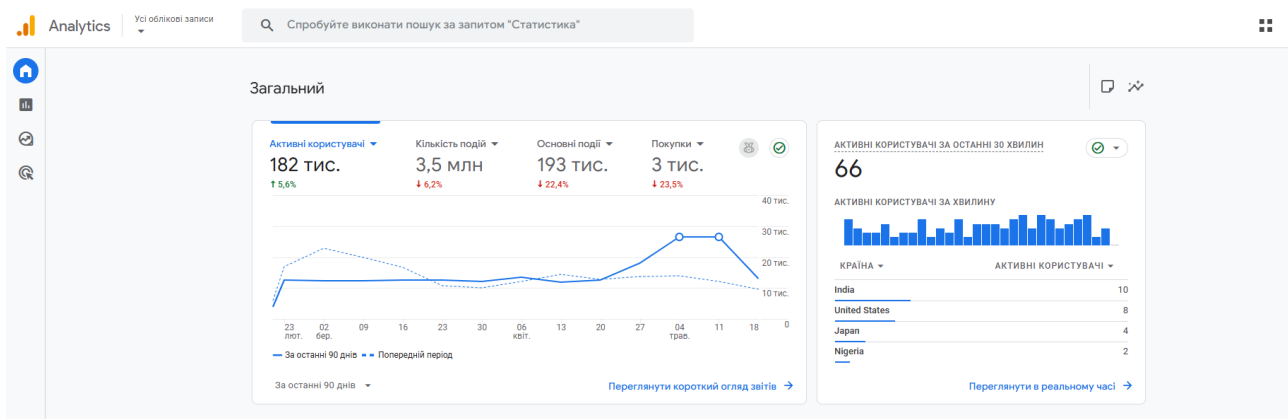 Analytics
Усі облікові записи
Спробуйте виконати пошук за запитом "Статистика"
Загальний
Активні користувачі
182 тис.
↑ 5,6%
Кількість подій
3,5 млн
↓ 6,2%
Основні події
193 тис.
↓ 22,4%
Покупки
3 тис.
↓ 23,5%
40 тис.
30 тис.
20 тис.
10 тис.
0
23 лют.
02 бер.
09
16
23
30
06 квіт.
13
20
27
04 трав.
11
18
За останні 90 днів
Попередній період
За останні 90 днів
Переглянути короткий огляд звітів
АКТИВНІ КОРИСТУВАЧІ ЗА ОСТАННІ 30 ХВИЛИН
66
АКТИВНІ КОРИСТУВАЧІ ЗА ХВИЛИНУ
КРАЇНА
АКТИВНІ КОРИСТУВАЧІ
India 10
United States 8
Japan 4
Nigeria 2
Переглянути в реальному часі